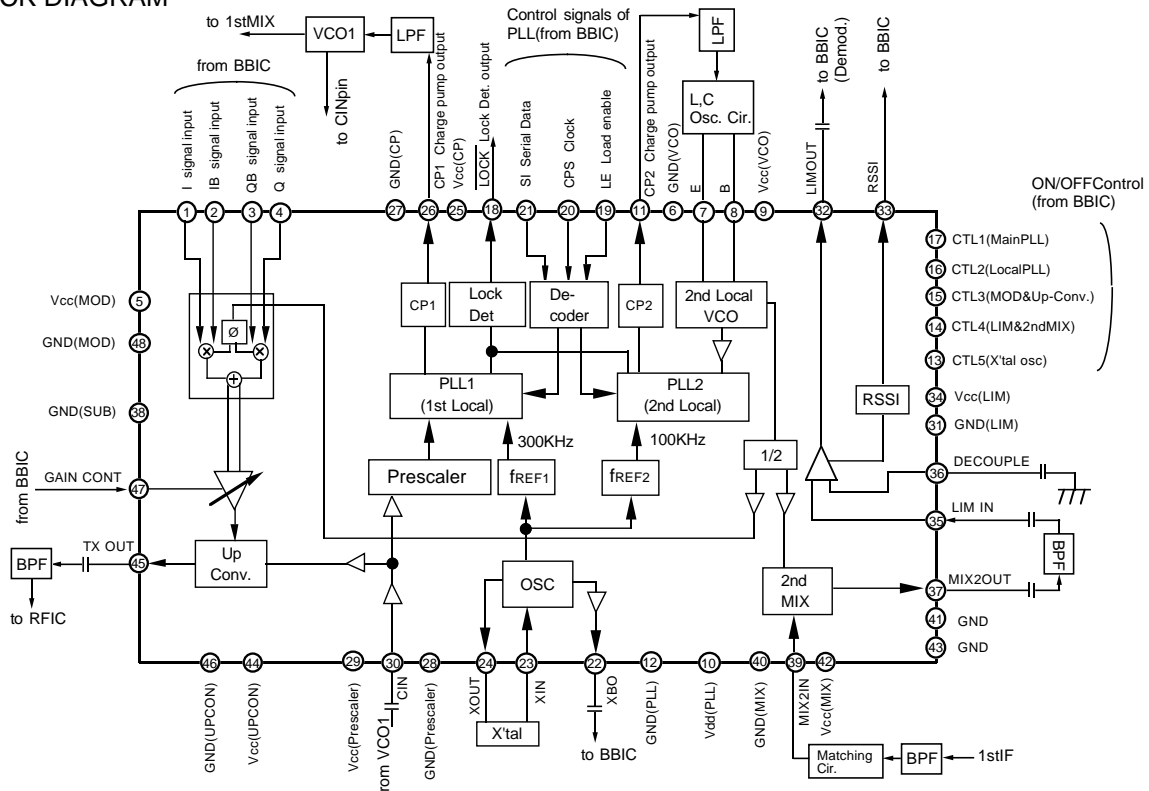 CK DIAGRAM
to 1stMIX
VCO1
LPF
to CINpin
Control signals of
PLL(from BBIC)
LPF
L,C
Osc. Cir.
to BBIC
(Demod.)
to BBIC
from BBIC
I signal input
IB signal input
QB signal input
Q signal input
GND(CP)
CP1 Charge pump output
Vcc(CP)
LOCK Lock Det. output
SI Serial Data
CPS Clock
LE Load enable
CP2 Charge pump output
GND(VCO)
E
B
Vcc(VCO)
LIMOUT
RSSI
ON/OFFControl
(from BBIC)
1
2
3
4
27
26
25
18
21
20
19
11
6
7
8
9
32
33
17 CTL1(MainPLL)
16 CTL2(LocalPLL)
15 CTL3(MOD&Up-Conv.)
14 CTL4(LIM&2ndMIX)
13 CTL5(X'tal osc)
34 Vcc(LIM)
31 GND(LIM)
36 DECOUPLE
35 LIM IN
BPF
37 MIX2OUT
41 GND
43 GND
Vcc(MOD) 5
GND(MOD) 48
GND(SUB) 38
from BBIC
GAIN CONT 47
TX OUT 45
BPF
to RFIC
ø
×
×
+
CP1
Lock
Det
De-
coder
CP2
2nd Local
VCO
PLL1
(1st Local)
PLL2
(2nd Local)
RSSI
300KHz
100KHz
1/2
Prescaler
fREF1
fREF2
Up
Conv.
OSC
2nd
MIX
46
44
29
30
28
24
23
22
12
10
40
39
42
GND(UPCON)
Vcc(UPCON)
Vcc(Prescaler)
CIN
rom VCO1
GND(Prescaler)
XOUT
XIN
X'tal
XBO
to BBIC
GND(PLL)
Vdd(PLL)
GND(MIX)
MIX2IN
Vcc(MIX)
Matching
Cir.
BPF
1stIF